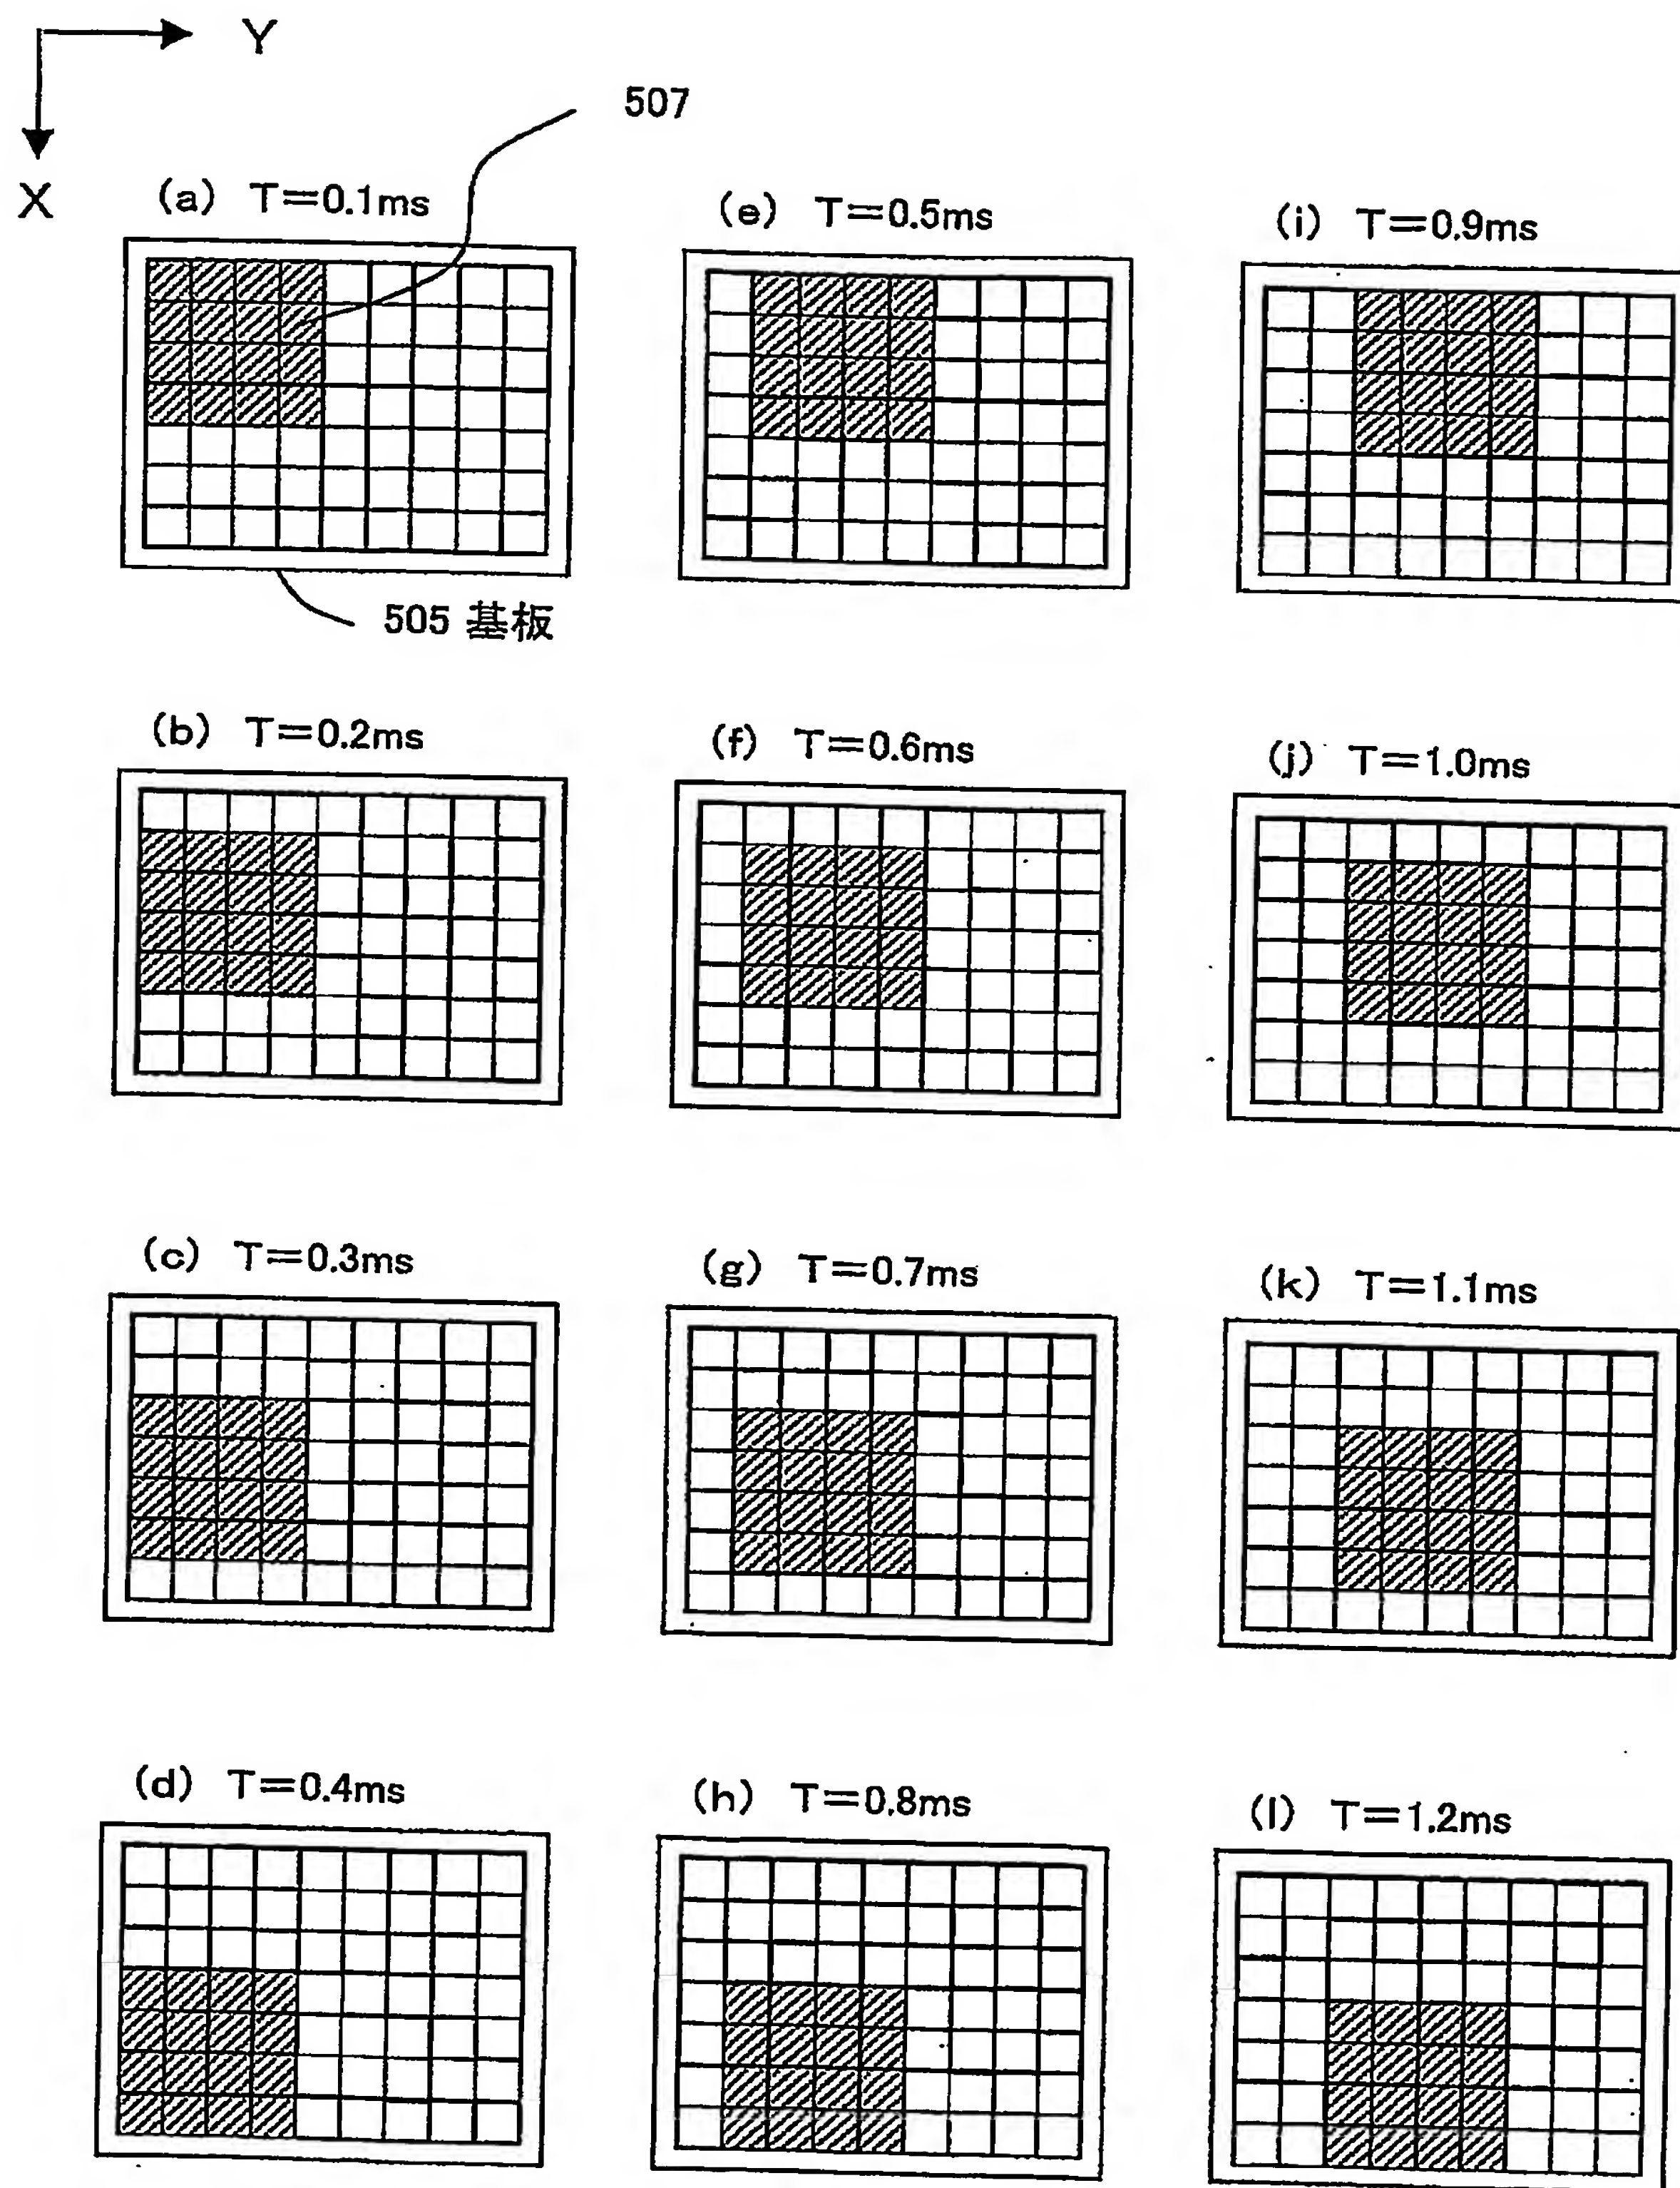 Y
X
507
(a) T=0.1ms
(e) T=0.5ms
(i) T=0.9ms
505 基板
(b) T=0.2ms
(f) T=0.6ms
(j) T=1.0ms
(c) T=0.3ms
(g) T=0.7ms
(k) T=1.1ms
(d) T=0.4ms
(h) T=0.8ms
(l) T=1.2ms